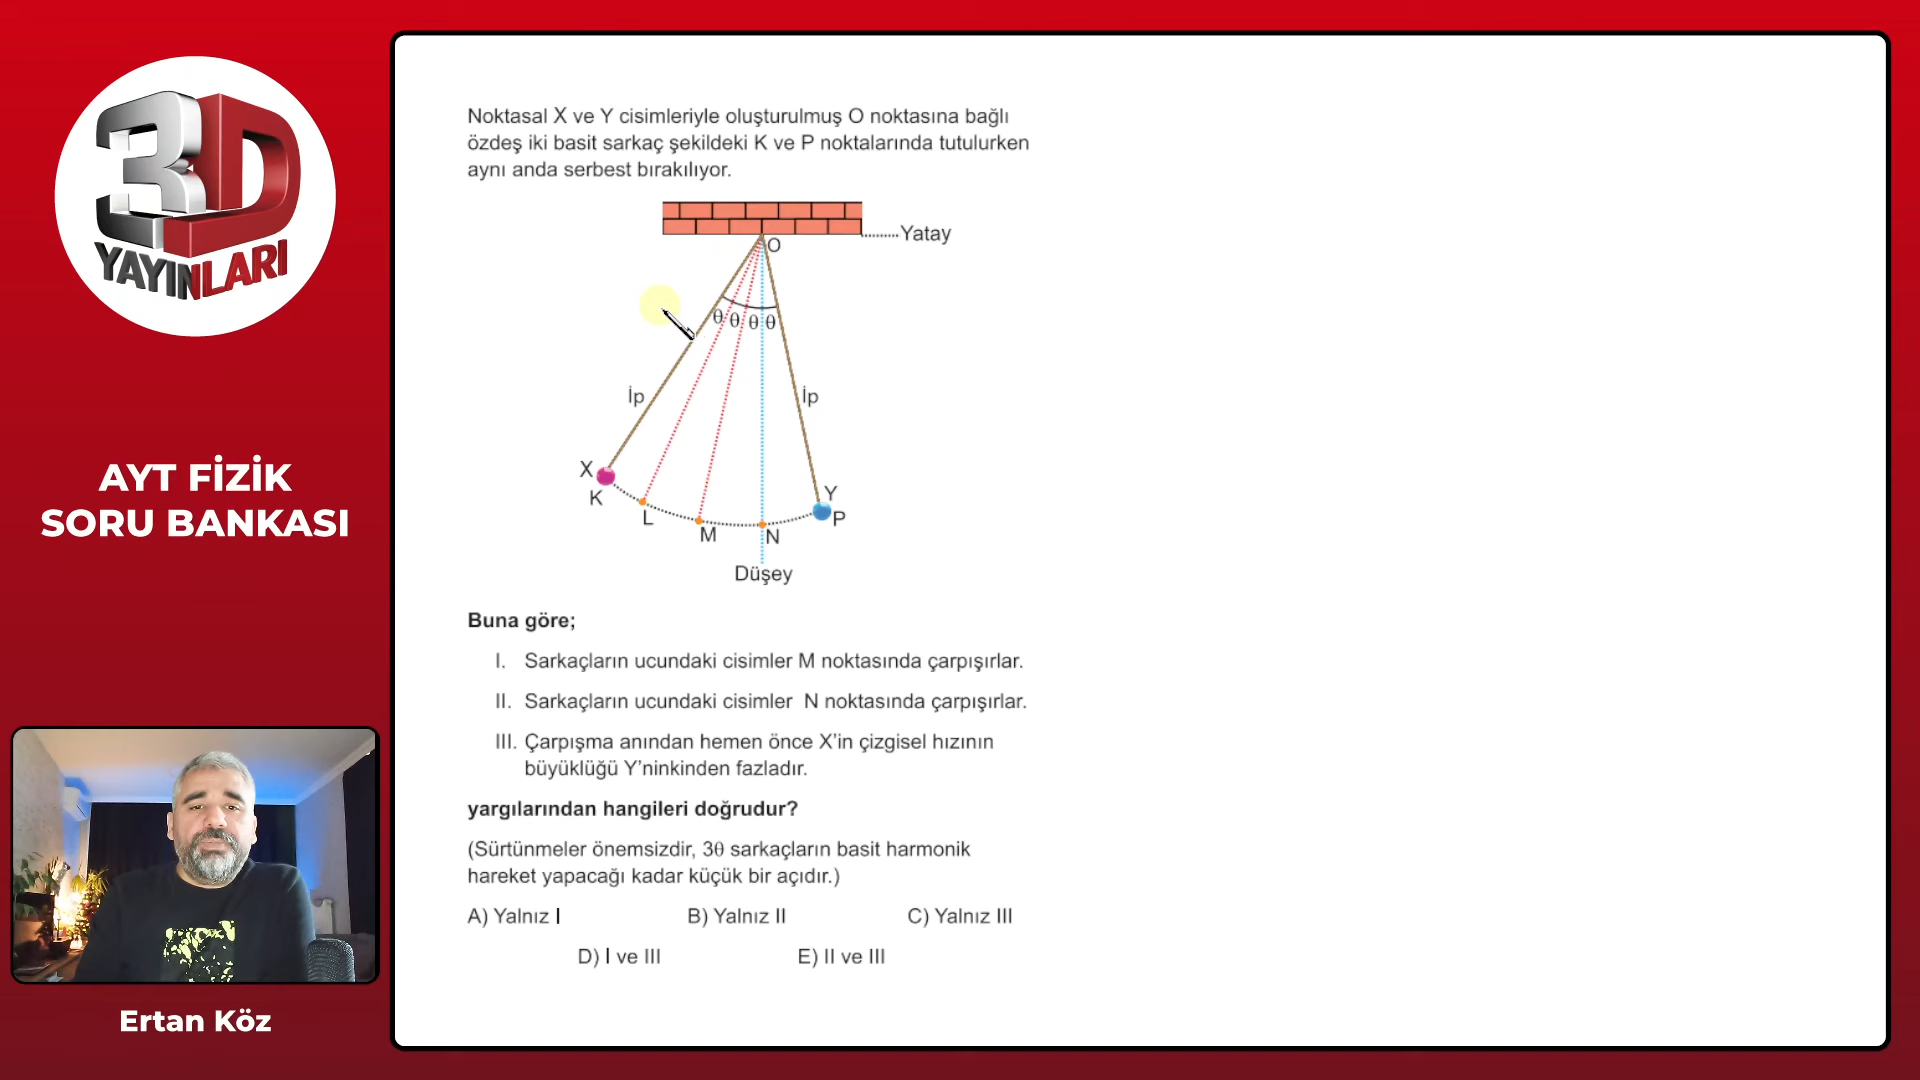 3D
YAYINLARI
AYT FİZİK
SORU BANKASI
Ertan Köz
Noktasal X ve Y cisimleriyle oluşturulmuş O noktasına bağlı
özdeş iki basit sarkaç şekildeki K ve P noktalarında tutulurken
aynı anda serbest bırakılıyor.
Yatay
O
θ θ θ θ
İp
İp
X
K
L
M
N
Y
P
Düşey
Buna göre;
I. Sarkaçların ucundaki cisimler M noktasında çarpışırlar.
II. Sarkaçların ucundaki cisimler N noktasında çarpışırlar.
III. Çarpışma anından hemen önce X’in çizgisel hızının
büyüklüğü Y’ninkinden fazladır.
yargılarından hangileri doğrudur?
(Sürtünmeler önemsizdir, 3θ sarkaçların basit harmonik
hareket yapacağı kadar küçük bir açıdır.)
A) Yalnız I B) Yalnız II C) Yalnız III
D) I ve III E) II ve III